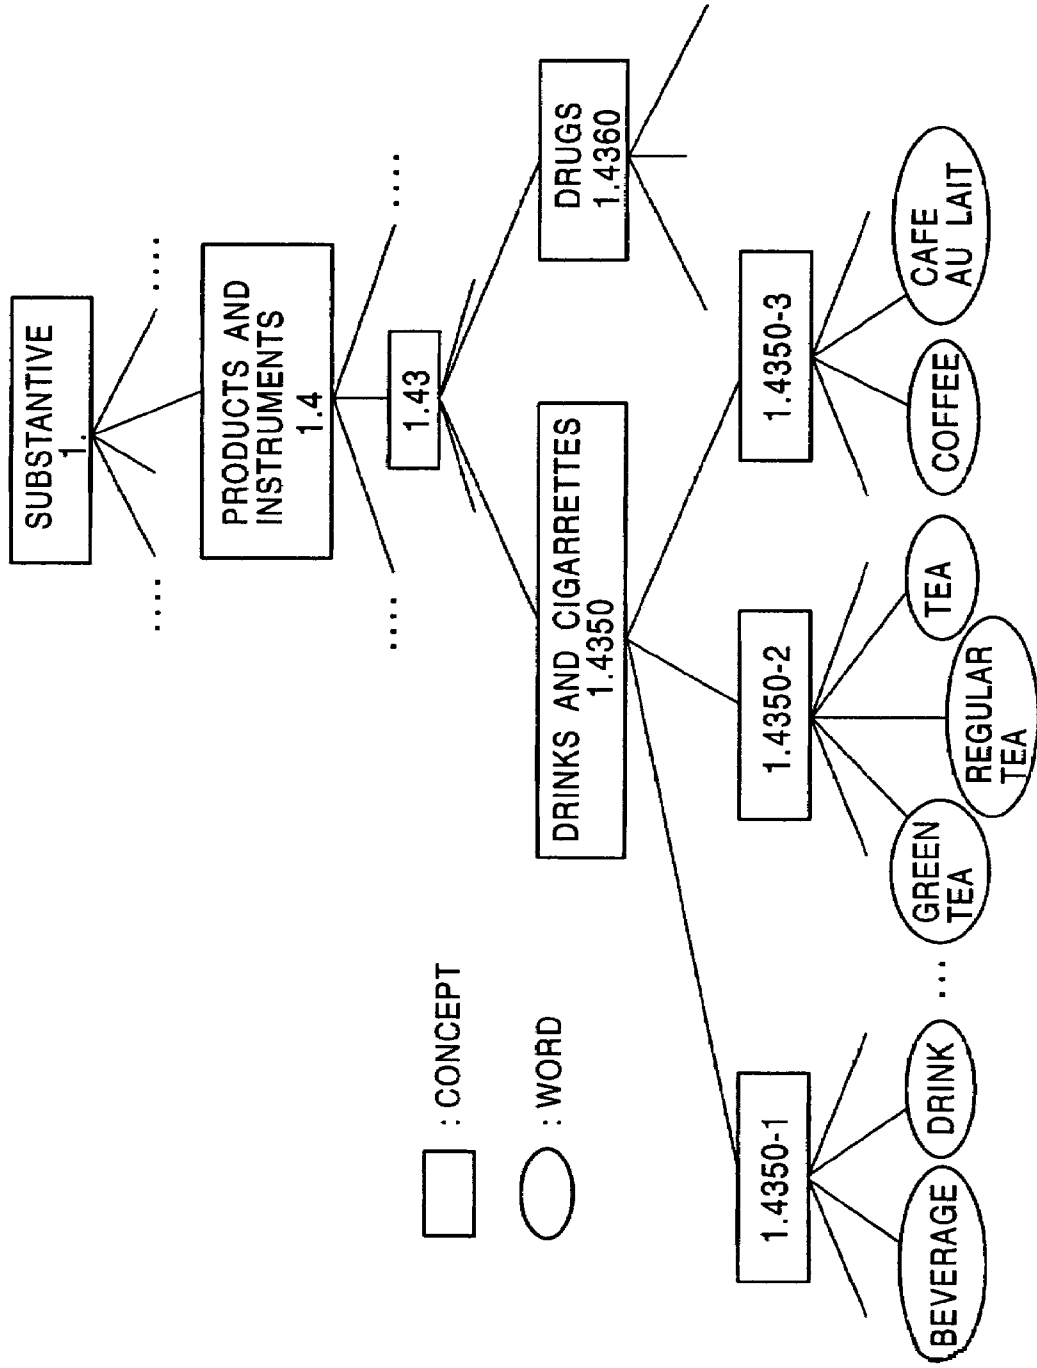 SUBSTANTIVE
1.
....
....
PRODUCTS AND
INSTRUMENTS
1.4
....
....
1.43
DRINKS AND CIGARRETTES
1.4350
DRUGS
1.4360
: CONCEPT
: WORD
1.4350-1
1.4350-2
1.4350-3
BEVERAGE
DRINK
...
GREEN
TEA
REGULAR
TEA
TEA
COFFEE
CAFE
AU LAIT